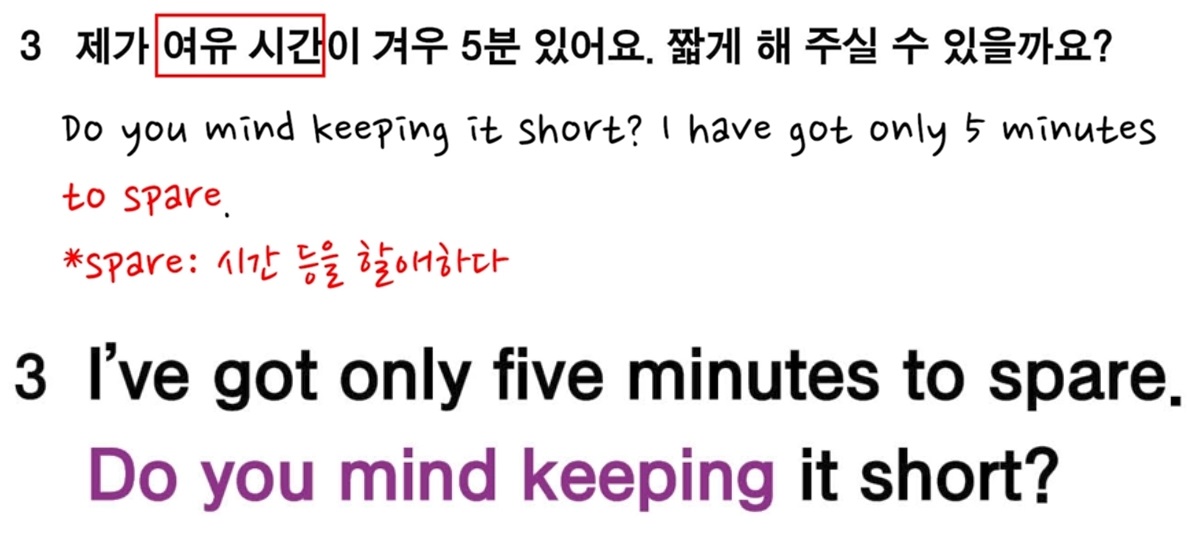 3 제가 여유 시간이 겨우 5분 있어요. 짧게 해 주실 수 있을까요?
Do you mind keeping it short? I have got only 5 minutes
to spare.
*spare: 시간 등을 할애하다
3 I've got only five minutes to spare.
Do you mind keeping it short?